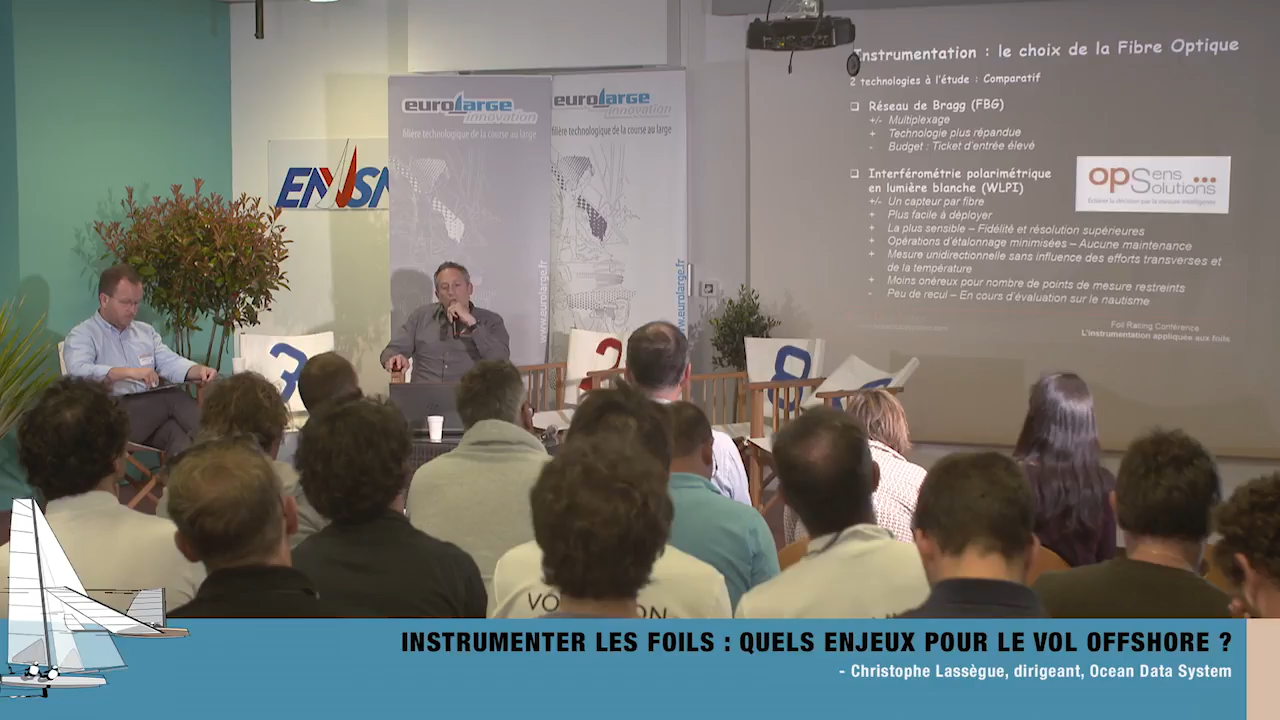 eurolarge
innovation
filière technologique de la course au large
www.eurolarge.fr
eurolarge
innovation
filière technologique de la course au large
www.eurolarge.fr
3
2
8
Instrumentation : le choix de la Fibre Optique
2 technologies à l'étude : Comparatif
❑ Réseau de Bragg (FBG)
+/- Multiplexage
+ Technologie plus répandue
- Budget : Ticket d'entrée élevé
❑ Interférométrie polarimétrique
en lumière blanche (WLPI)
+/- Un capteur par fibre
+ Plus facile à déployer
+ La plus sensible – Fidélité et résolution supérieures
+ Opérations d'étalonnage minimisées – Aucune maintenance
+ Mesure unidirectionnelle sans influence des efforts transverses et
de la température
+ Moins onéreux pour nombre de points de mesure restreints
- Peu de recul – En cours d'évaluation sur le nautisme
opSens
Solutions
Foil Racing Conférence
L'instrumentation appliquée aux foils
INSTRUMENTER LES FOILS : QUELS ENJEUX POUR LE VOL OFFSHORE ?
- Christophe Lassègue, dirigeant, Ocean Data System